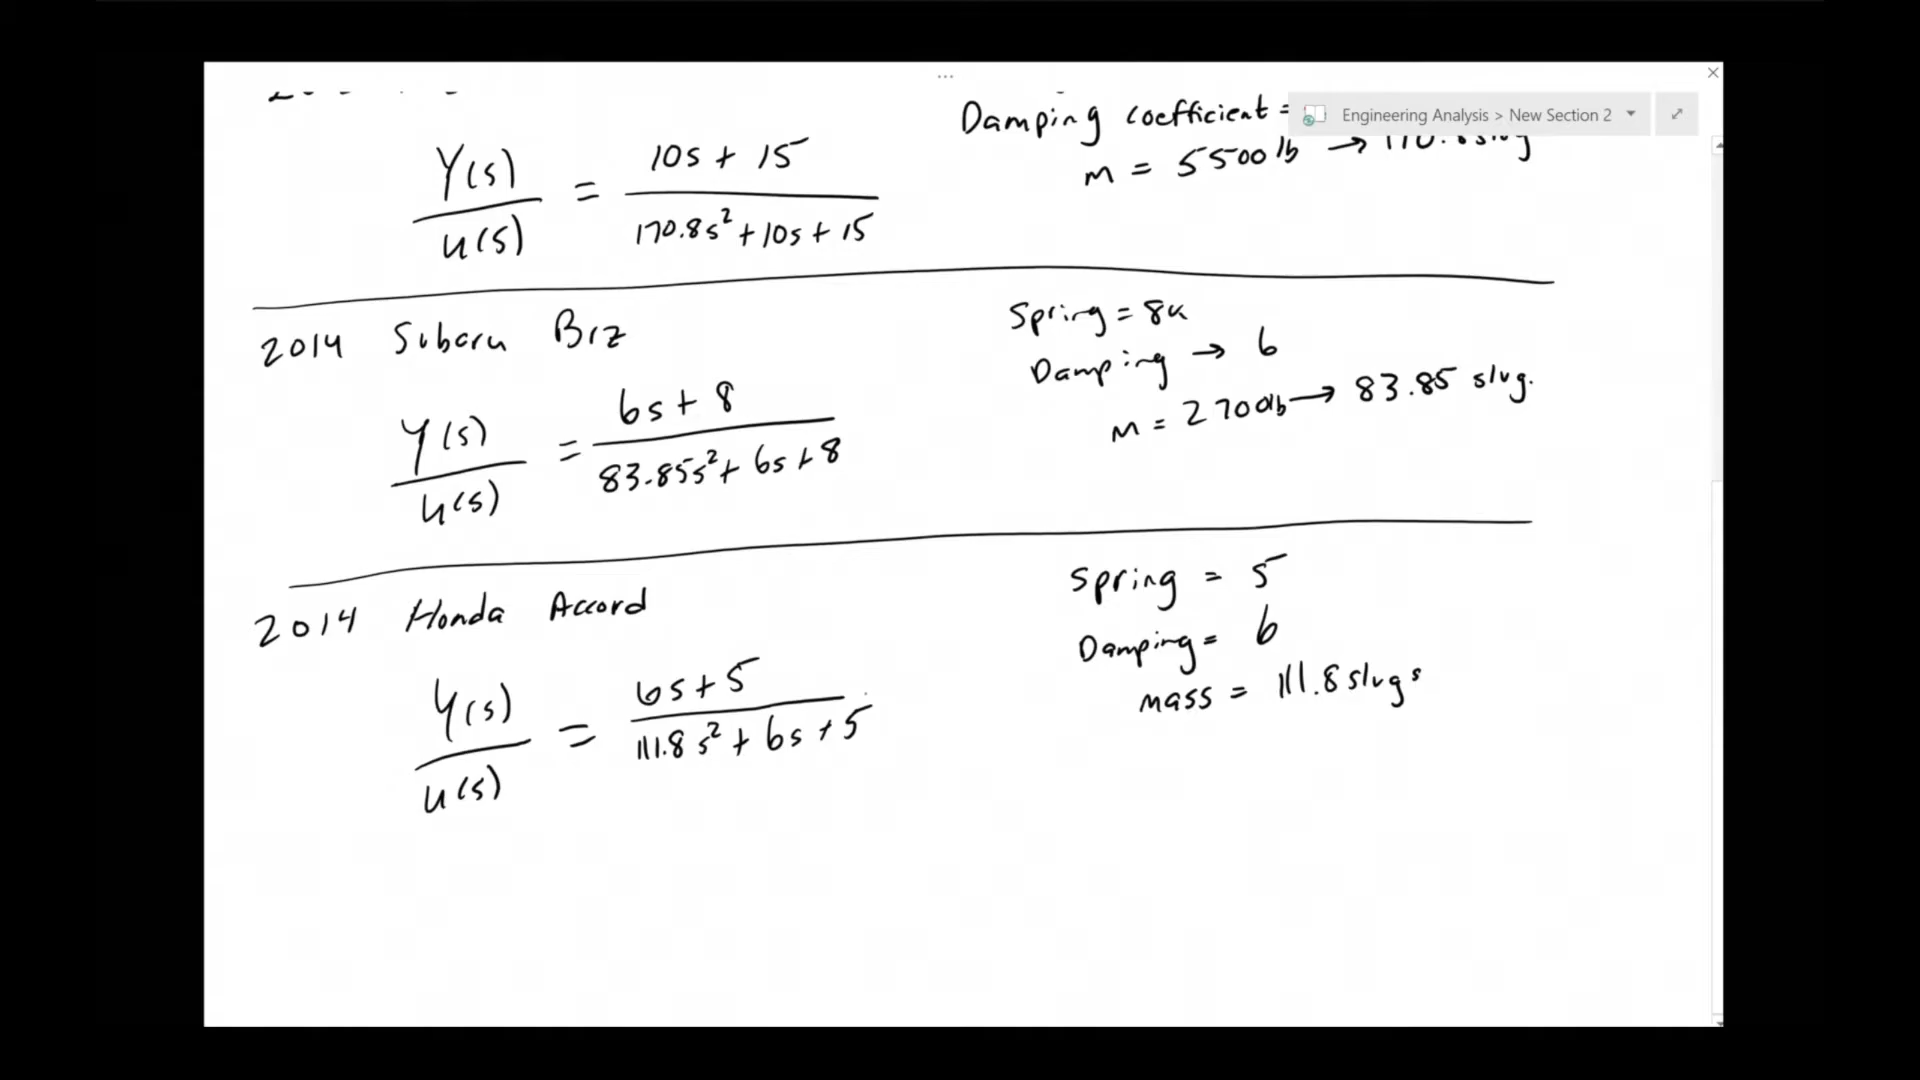 Damping coefficient =
Engineering Analysis > New Section 2
m = 5500 lb →
Y(s)/u(s) = 10s + 15 / 170.8s² + 10s + 15
2014 Subaru Brz
Spring = 8k
Damping → 6
m = 2700lb → 83.85 slug.
Y(s)/u(s) = 6s + 8 / 83.85s² + 6s + 8
2014 Honda Accord
Spring = 5
Damping = 6
mass = 111.8 slugs
Y(s)/u(s) = 6s + 5 / 111.8 s² + 6s + 5